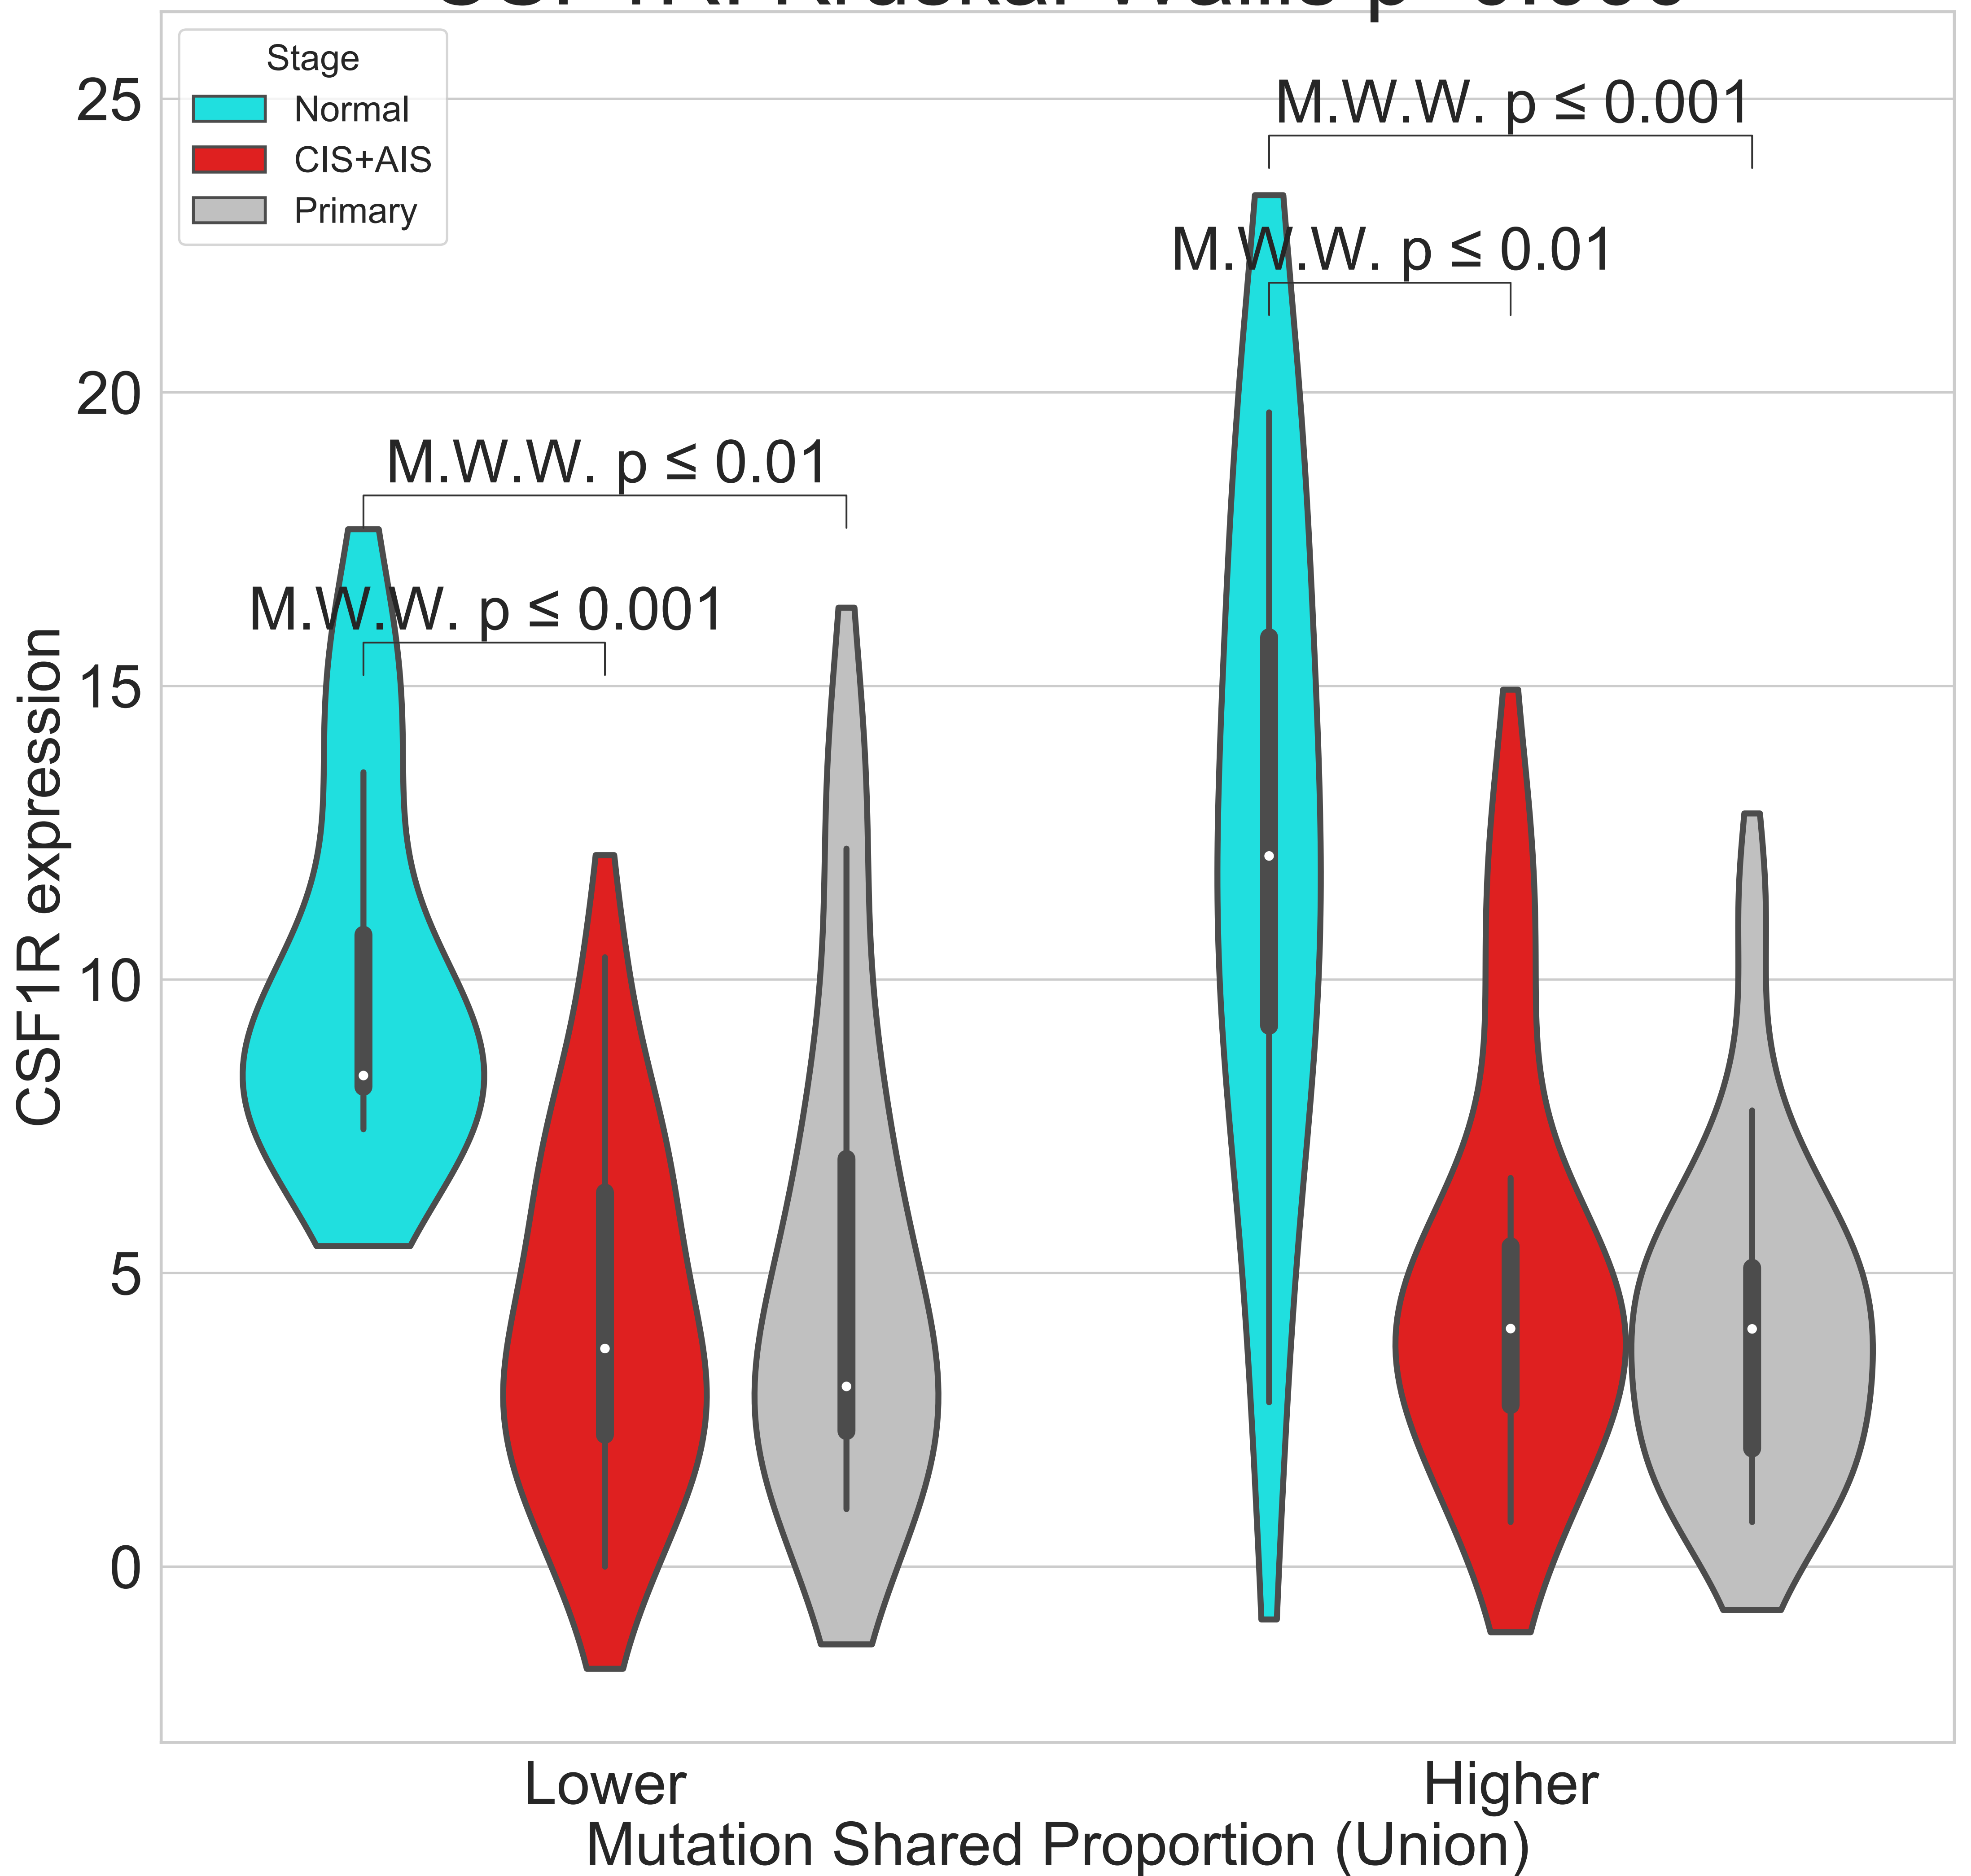 Stage
Normal
CIS+AIS
Primary
25
20
15
10
5
0
CSF1R expression
M.W.W. p ≤ 0.001
M.W.W. p ≤ 0.01
M.W.W. p ≤ 0.01
M.W.W. p ≤ 0.001
Lower
Higher
Mutation Shared Proportion (Union)